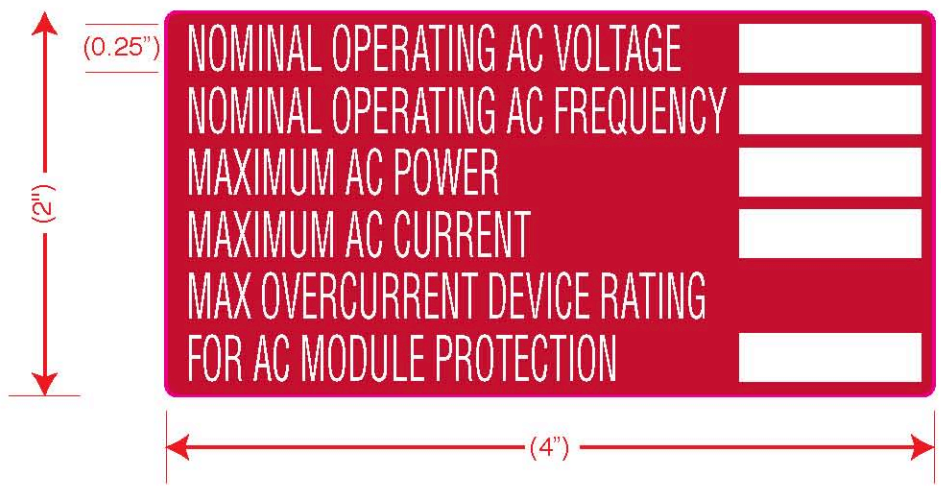 (0.25")
NOMINAL OPERATING AC VOLTAGE
NOMINAL OPERATING AC FREQUENCY
MAXIMUM AC POWER
(2")
MAXIMUM AC CURRENT
MAX OVERCURRENT DEVICE RATING
FOR AC MODULE PROTECTION
(4")